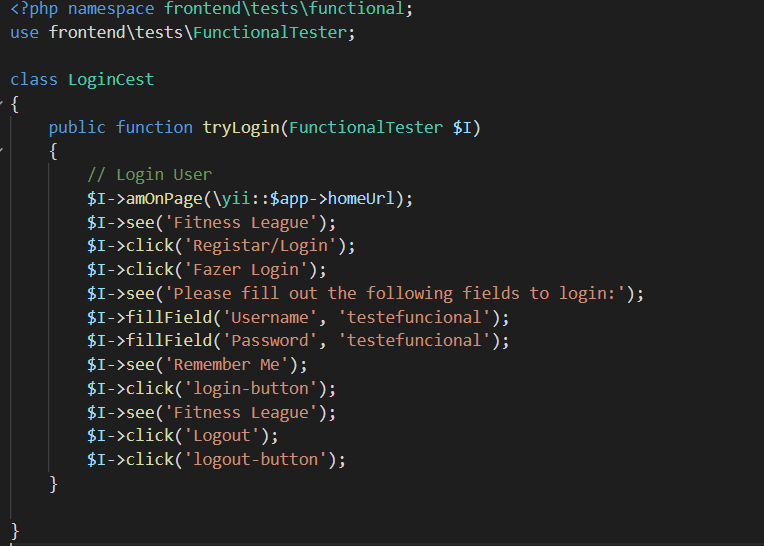 <?php namespace frontend\tests\functional;
use frontend\tests\FunctionalTester;
class LoginCest
{
public function tryLogin(FunctionalTester $I)
{
// Login User
$I->amOnPage(\yii::$app->homeUrl);
$I->see('Fitness League');
$I->click('Registar/Login');
$I->click('Fazer Login');
$I->see('Please fill out the following fields to login:');
$I->fillField('Username', 'testefuncional');
$I->fillField('Password', 'testefuncional');
$I->see('Remember Me');
$I->click('login-button');
$I->see('Fitness League');
$I->click('Logout');
$I->click('logout-button');
}
}